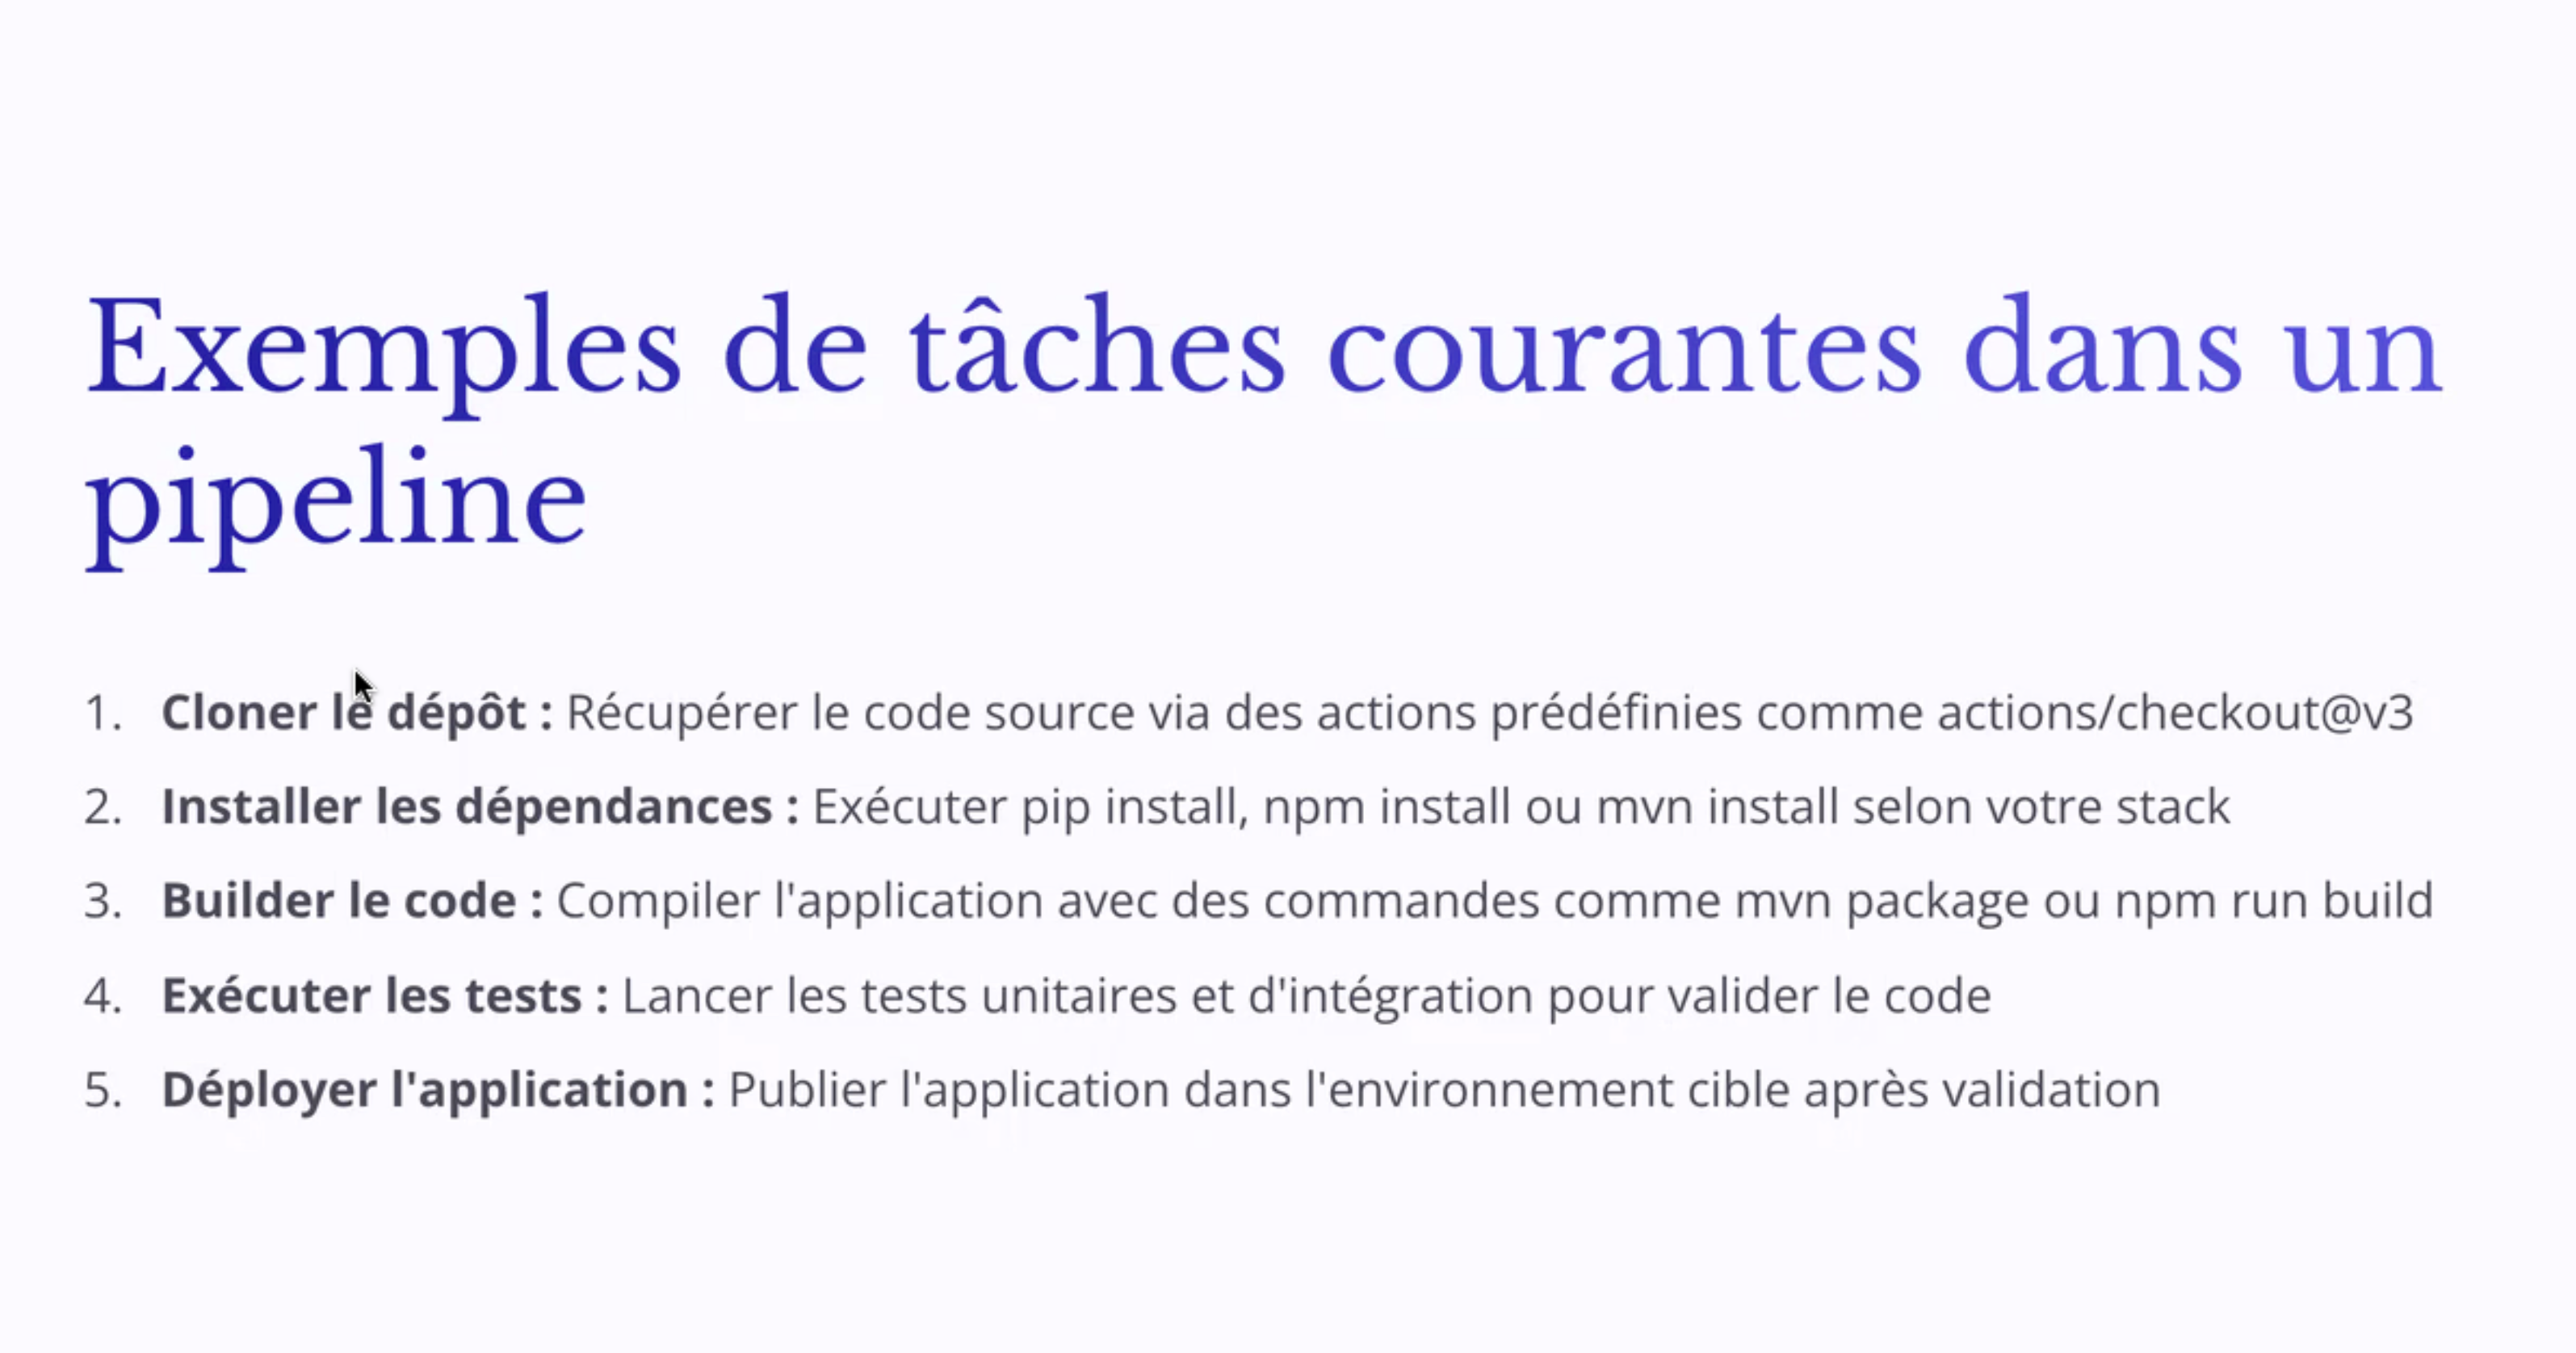 Exemples de tâches courantes dans un
pipeline
1. Cloner le dépôt : Récupérer le code source via des actions prédéfinies comme actions/checkout@v3
2. Installer les dépendances : Exécuter pip install, npm install ou mvn install selon votre stack
3. Builder le code : Compiler l'application avec des commandes comme mvn package ou npm run build
4. Exécuter les tests : Lancer les tests unitaires et d'intégration pour valider le code
5. Déployer l'application : Publier l'application dans l'environnement cible après validation